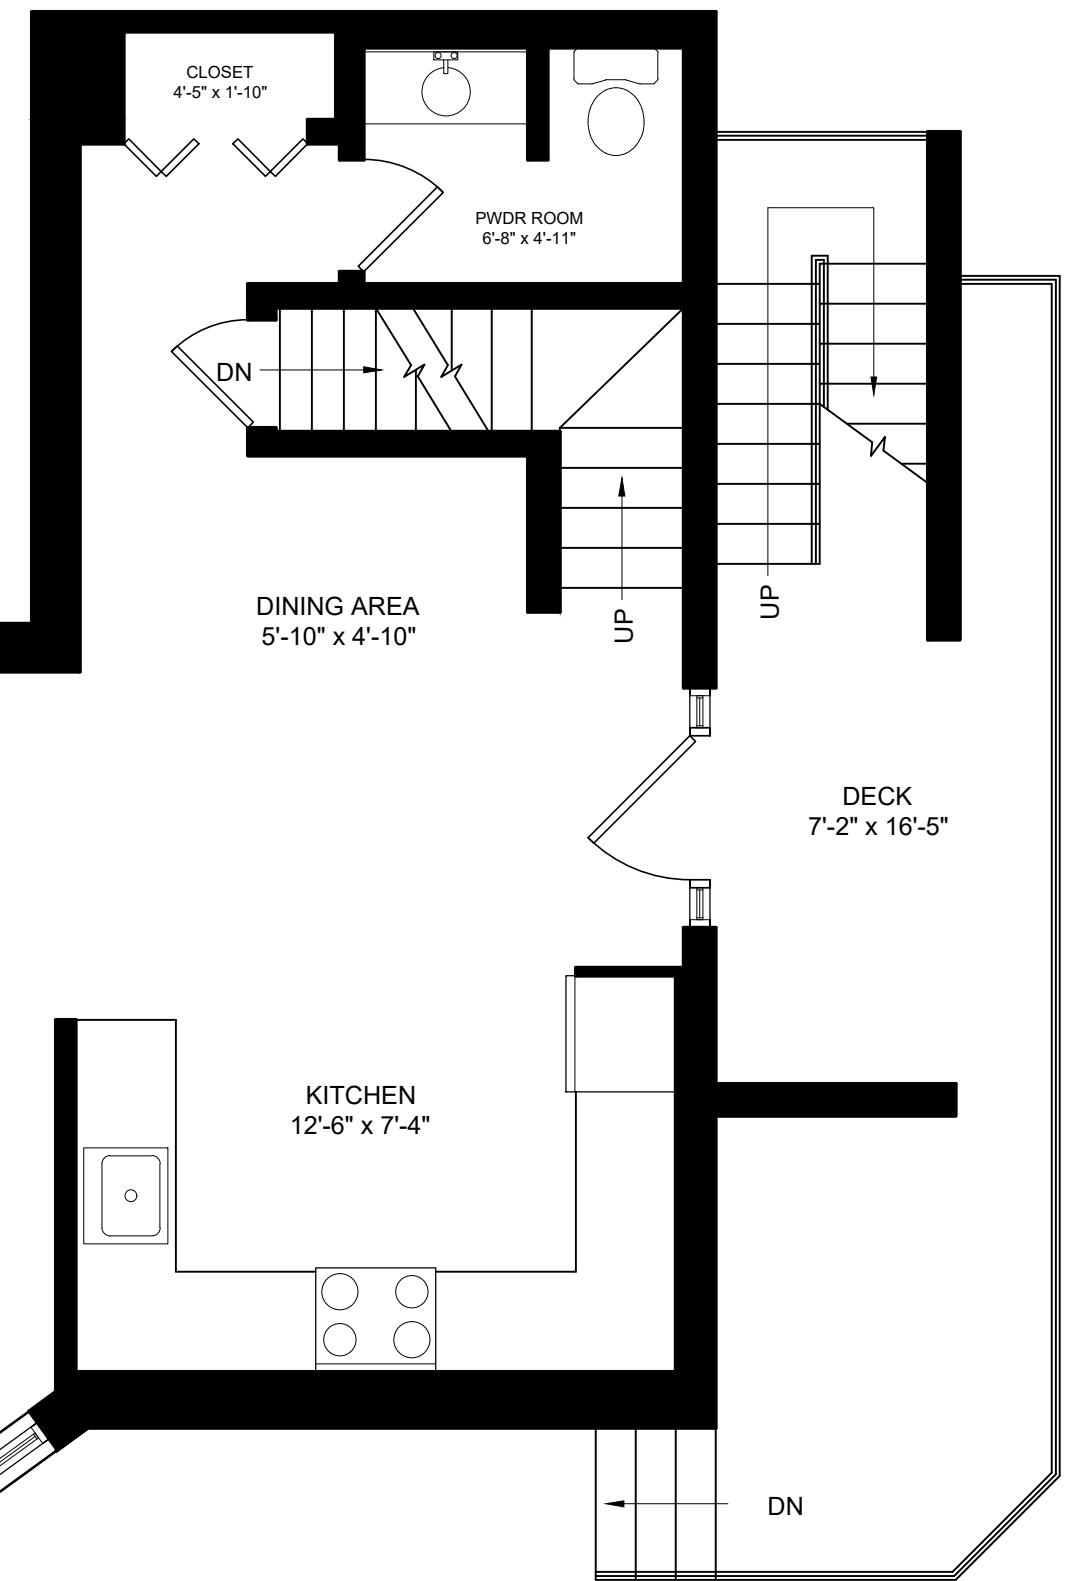 CLOSET
4'-5" x 1'-10"
PWDR ROOM
6'-8" x 4'-11"
DN
DINING AREA
5'-10" x 4'-10"
UP
UP
DECK
7'-2" x 16'-5"
KITCHEN
12'-6" x 7'-4"
DN